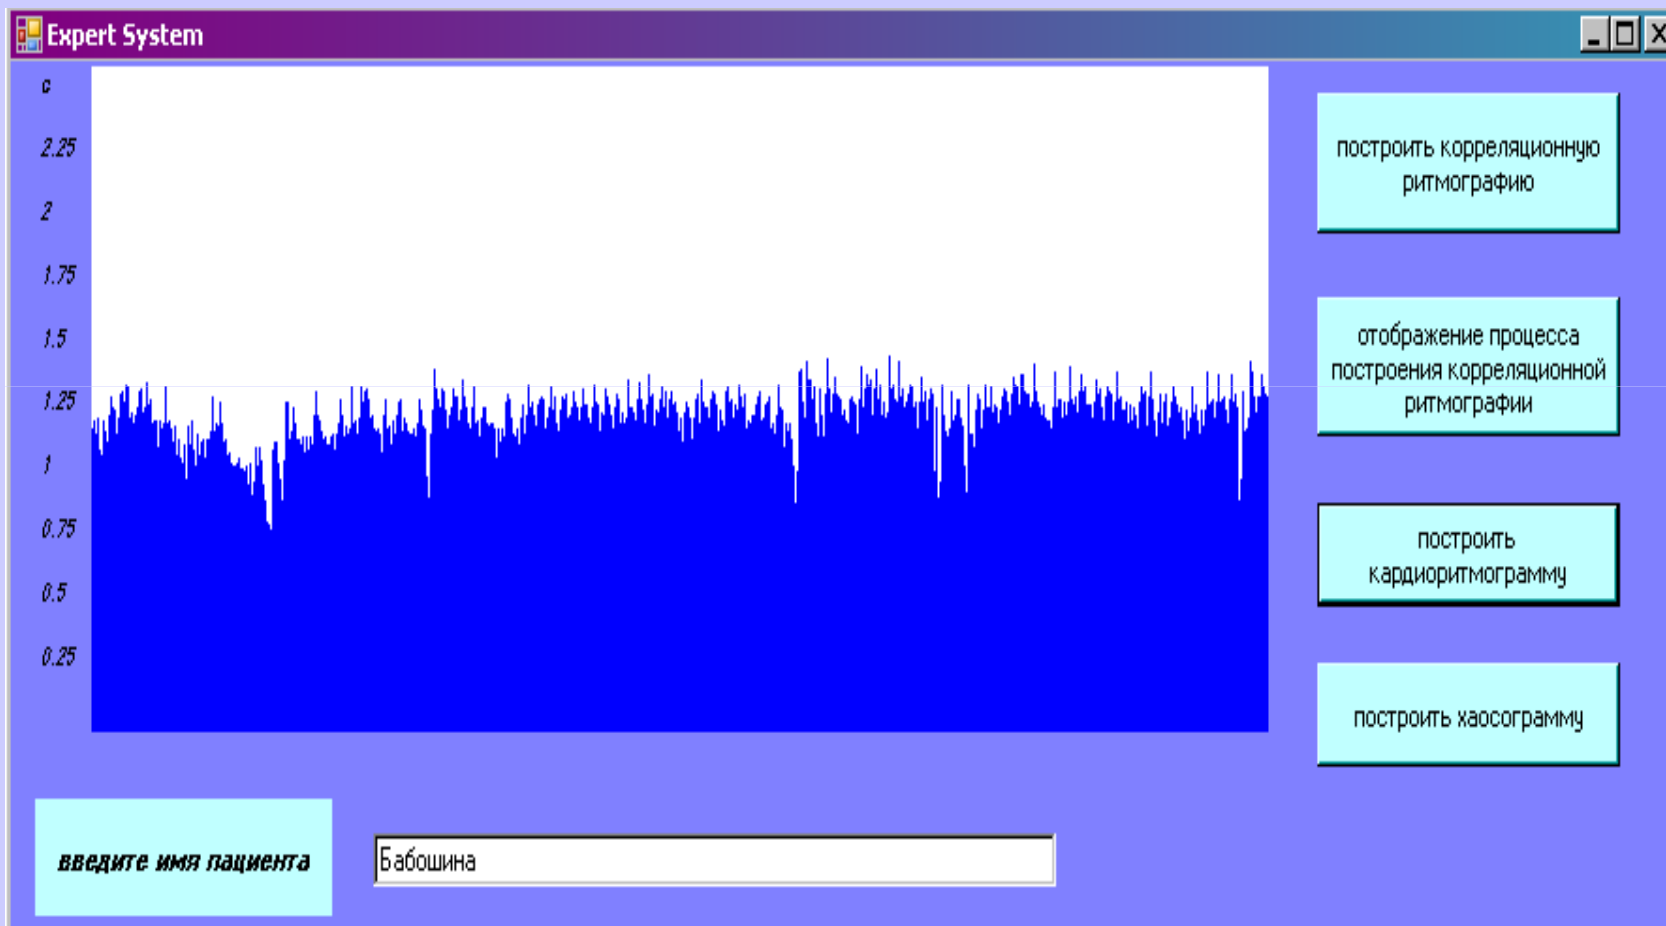 Expert System
c
2.25
2
1.75
1.5
1.25
1
0.75
0.5
0.25
построить корреляционную
ритмографию
отображение процесса
построения корреляционной
ритмографии
построить
кардиоритмограмму
построить хаосограмму
введите имя пациента
Бабошина